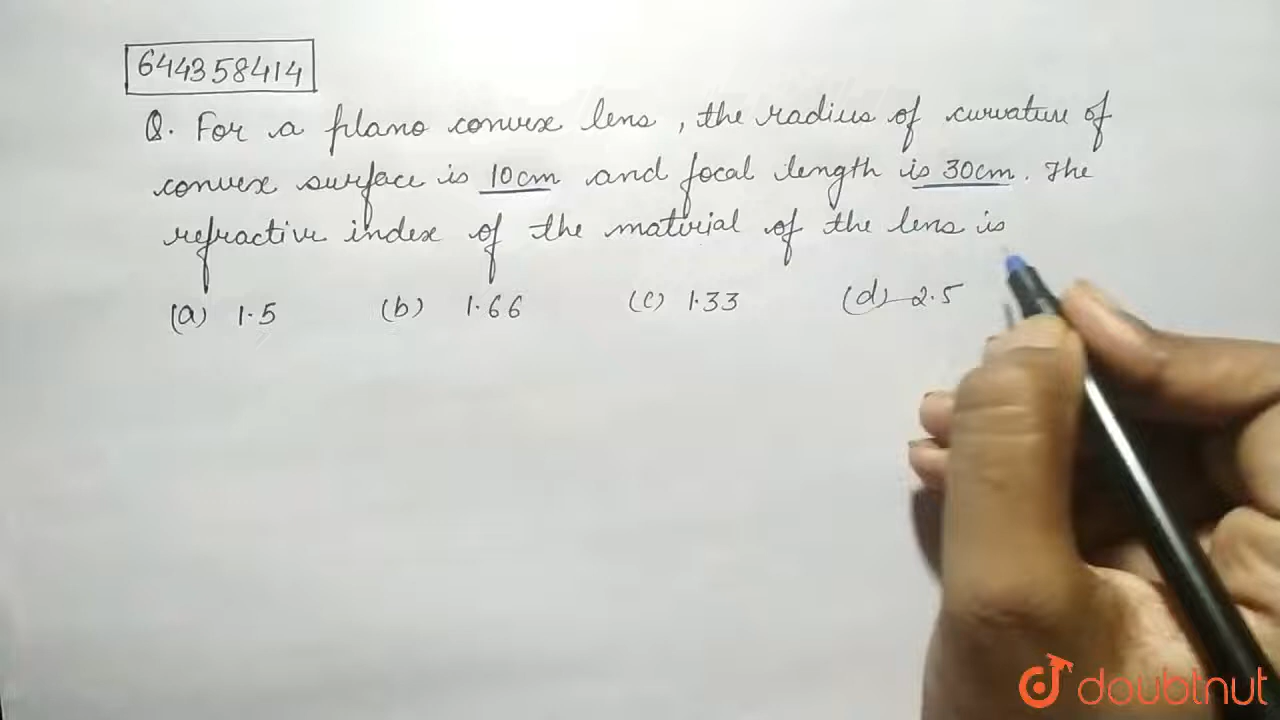 644358414
Q. For a plano convex lens, the radius of curvature of
convex surface is 10cm and focal length is 30cm. The
refractive index of the material of the lens is
(a) 1.5 (b) 1.66 (c) 1.33 (d) 2.5
doubtnut